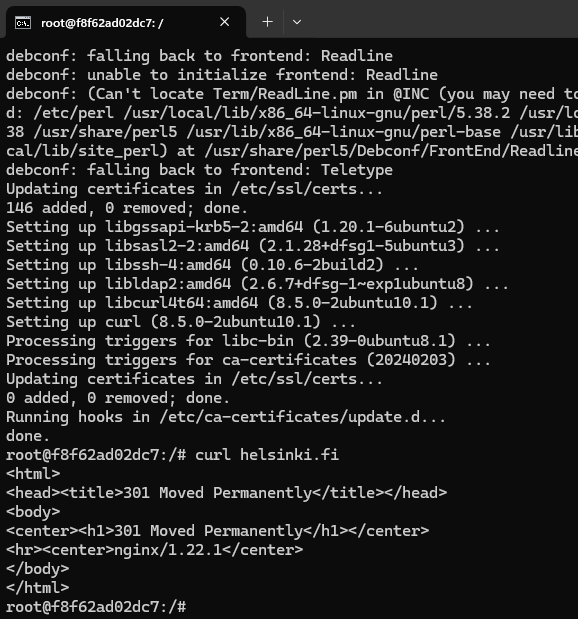 root@f8f62ad02dc7: /
debconf: falling back to frontend: Readline
debconf: unable to initialize frontend: Readline
debconf: (Can't locate Term/ReadLine.pm in @INC (you may need to
d: /etc/perl /usr/local/lib/x86_64-linux-gnu/perl/5.38.2 /usr/lo
38 /usr/share/perl5 /usr/lib/x86_64-linux-gnu/perl-base /usr/lib
cal/lib/site_perl) at /usr/share/perl5/Debconf/FrontEnd/Readline
debconf: falling back to frontend: Teletype
Updating certificates in /etc/ssl/certs...
146 added, 0 removed; done.
Setting up libgssapi-krb5-2:amd64 (1.20.1-6ubuntu2) ...
Setting up libsasl2-2:amd64 (2.1.28+dfsg1-5ubuntu3) ...
Setting up libssh-4:amd64 (0.10.6-2build2) ...
Setting up libldap2:amd64 (2.6.7+dfsg-1~exp1ubuntu8) ...
Setting up libcurl4t64:amd64 (8.5.0-2ubuntu10.1) ...
Setting up curl (8.5.0-2ubuntu10.1) ...
Processing triggers for libc-bin (2.39-0ubuntu8.1) ...
Processing triggers for ca-certificates (20240203) ...
Updating certificates in /etc/ssl/certs...
0 added, 0 removed; done.
Running hooks in /etc/ca-certificates/update.d...
done.
root@f8f62ad02dc7:/# curl helsinki.fi
<html>
<head><title>301 Moved Permanently</title></head>
<body>
<center><h1>301 Moved Permanently</h1></center>
<hr><center>nginx/1.22.1</center>
</body>
</html>
root@f8f62ad02dc7:/#